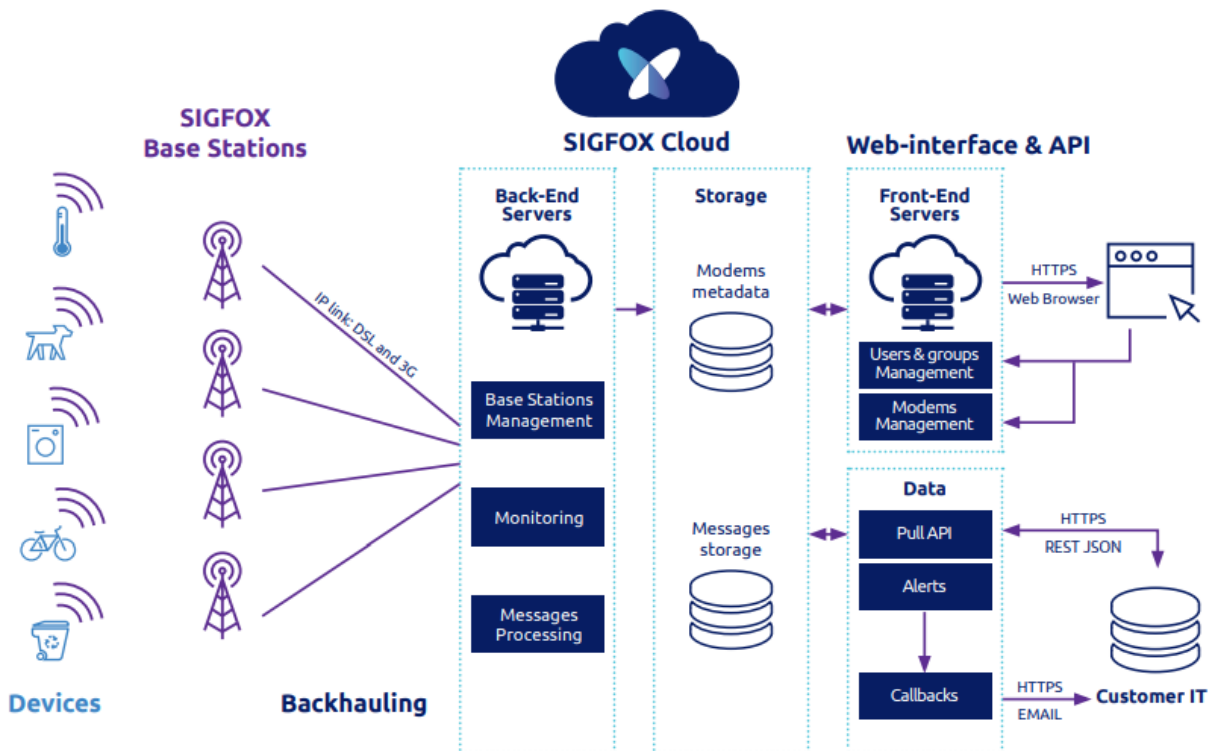 SIGFOX
Base Stations
SIGFOX Cloud
Web-interface & API
Devices
Backhauling
IP link: DSL and 3G
Back-End
Servers
Base Stations
Management
Monitoring
Messages
Processing
Storage
Modems
metadata
Messages
storage
Front-End
Servers
Users & groups
Management
Modems
Management
HTTPS
Web Browser
Data
Pull API
Alerts
Callbacks
HTTPS
REST JSON
HTTPS
EMAIL
Customer IT